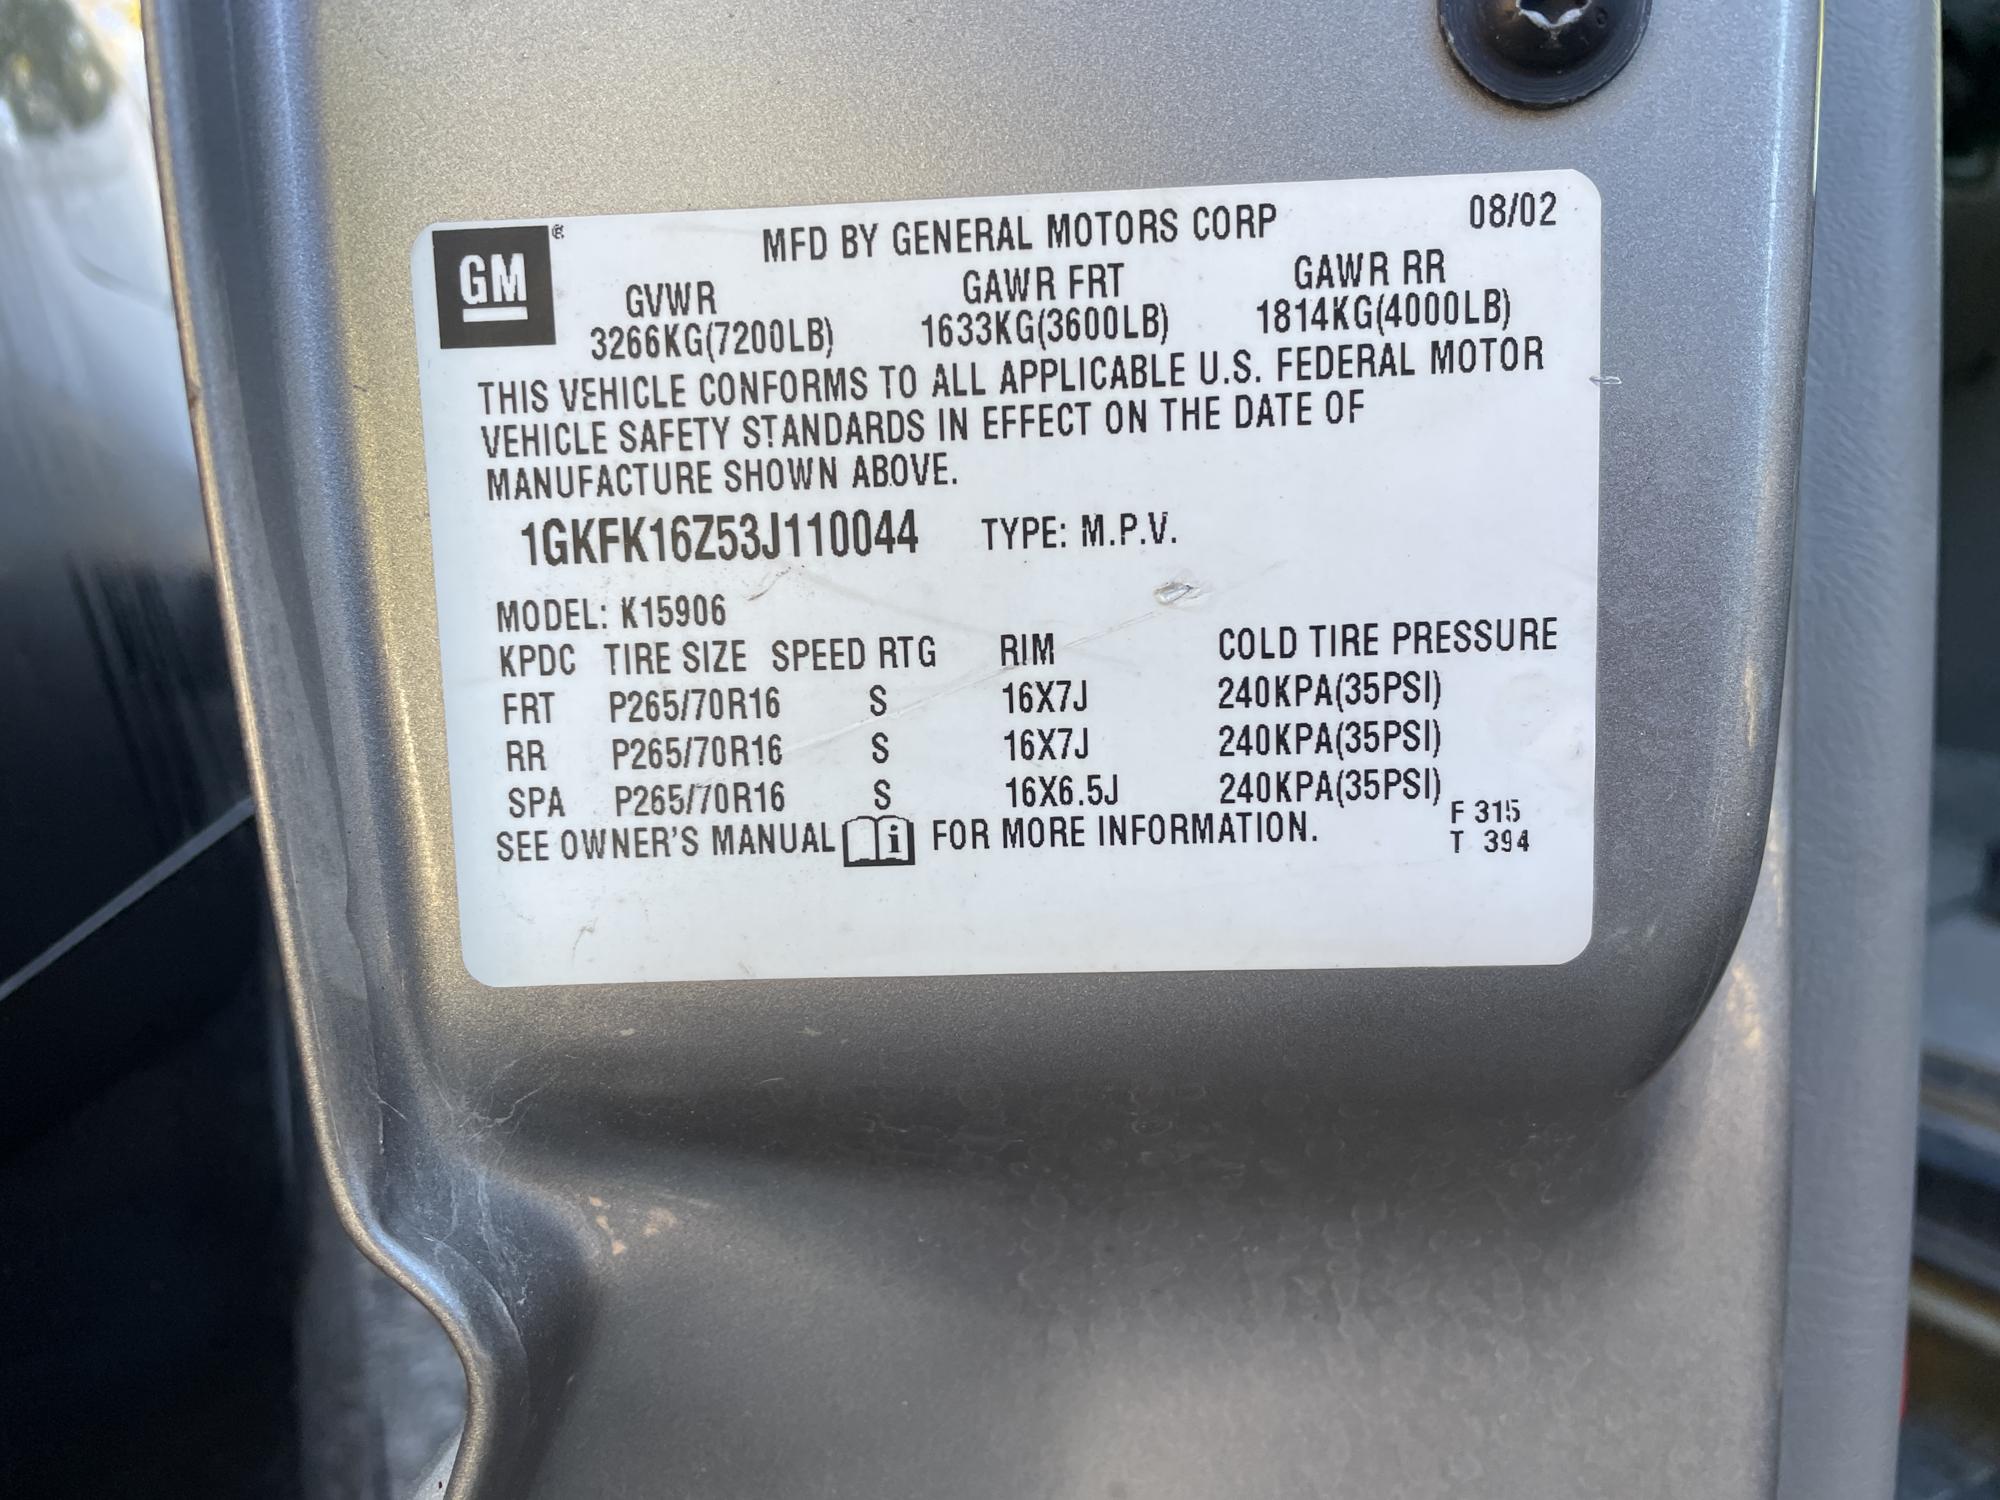 GM®
MFD BY GENERAL MOTORS CORP 08/02
GVWR GAWR FRT GAWR RR
3266KG(7200LB) 1633KG(3600LB) 1814KG(4000LB)
THIS VEHICLE CONFORMS TO ALL APPLICABLE U.S. FEDERAL MOTOR
VEHICLE SAFETY STANDARDS IN EFFECT ON THE DATE OF
MANUFACTURE SHOWN ABOVE.
1GKFK16Z53J110044 TYPE: M.P.V.
MODEL: K15906
KPDC TIRE SIZE SPEED RTG RIM COLD TIRE PRESSURE
FRT P265/70R16 S 16X7J 240KPA(35PSI)
RR P265/70R16 S 16X7J 240KPA(35PSI)
SPA P265/70R16 S 16X6.5J 240KPA(35PSI)
SEE OWNER'S MANUAL i FOR MORE INFORMATION.
F 315
T 394